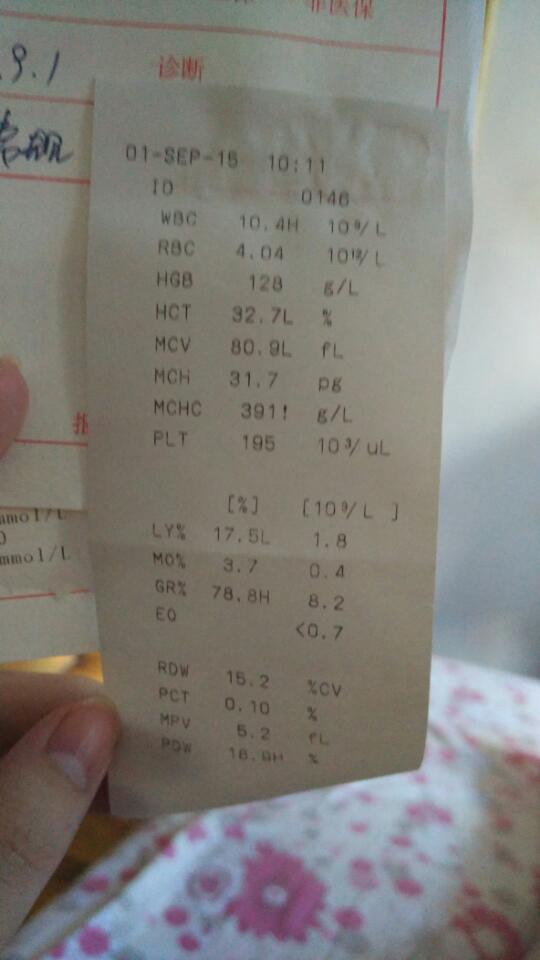 非医保
.9.1
诊断
01-SEP-15 10:11
ID 0146
WBC 10.4H 10⁹/L
RBC 4.04 10¹²/L
HGB 128 g/L
HCT 32.7L %
MCV 80.9L fL
MCH 31.7 pg
MCHC 391! g/L
PLT 195 10³/uL
[%] [10⁹/L ]
LY% 17.5L 1.8
MO% 3.7 0.4
GR% 78.8H 8.2
EO <0.7
RDW 15.2 %CV
PCT 0.10 %
MPV 5.2 fL
PDW 16.9H %
mmol/L
mmol/L